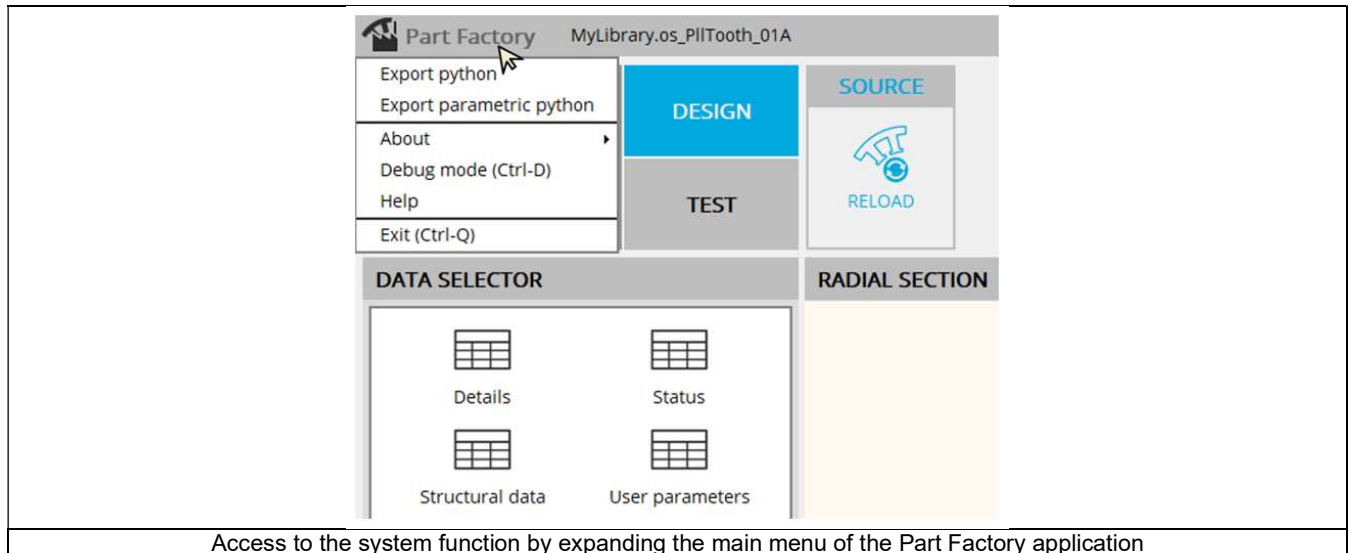 Part Factory MyLibrary.os_PllTooth_01A
Export python
Export parametric python
About
Debug mode (Ctrl-D)
Help
Exit (Ctrl-Q)
DESIGN
TEST
SOURCE
RELOAD
DATA SELECTOR
RADIAL SECTION
Details
Status
Structural data
User parameters
Access to the system function by expanding the main menu of the Part Factory application